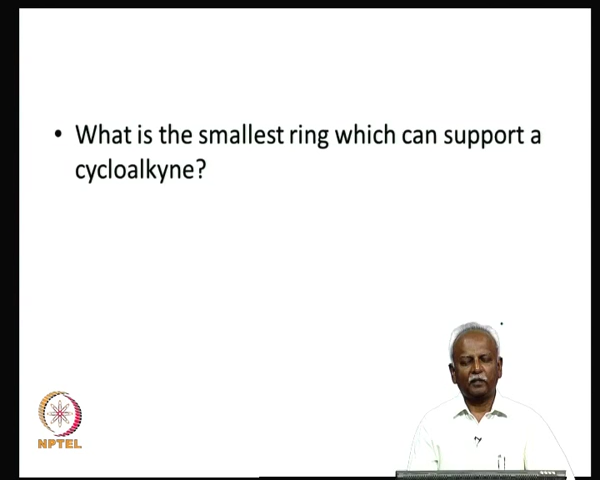 • What is the smallest ring which can support a
cycloalkyne?
NPTEL